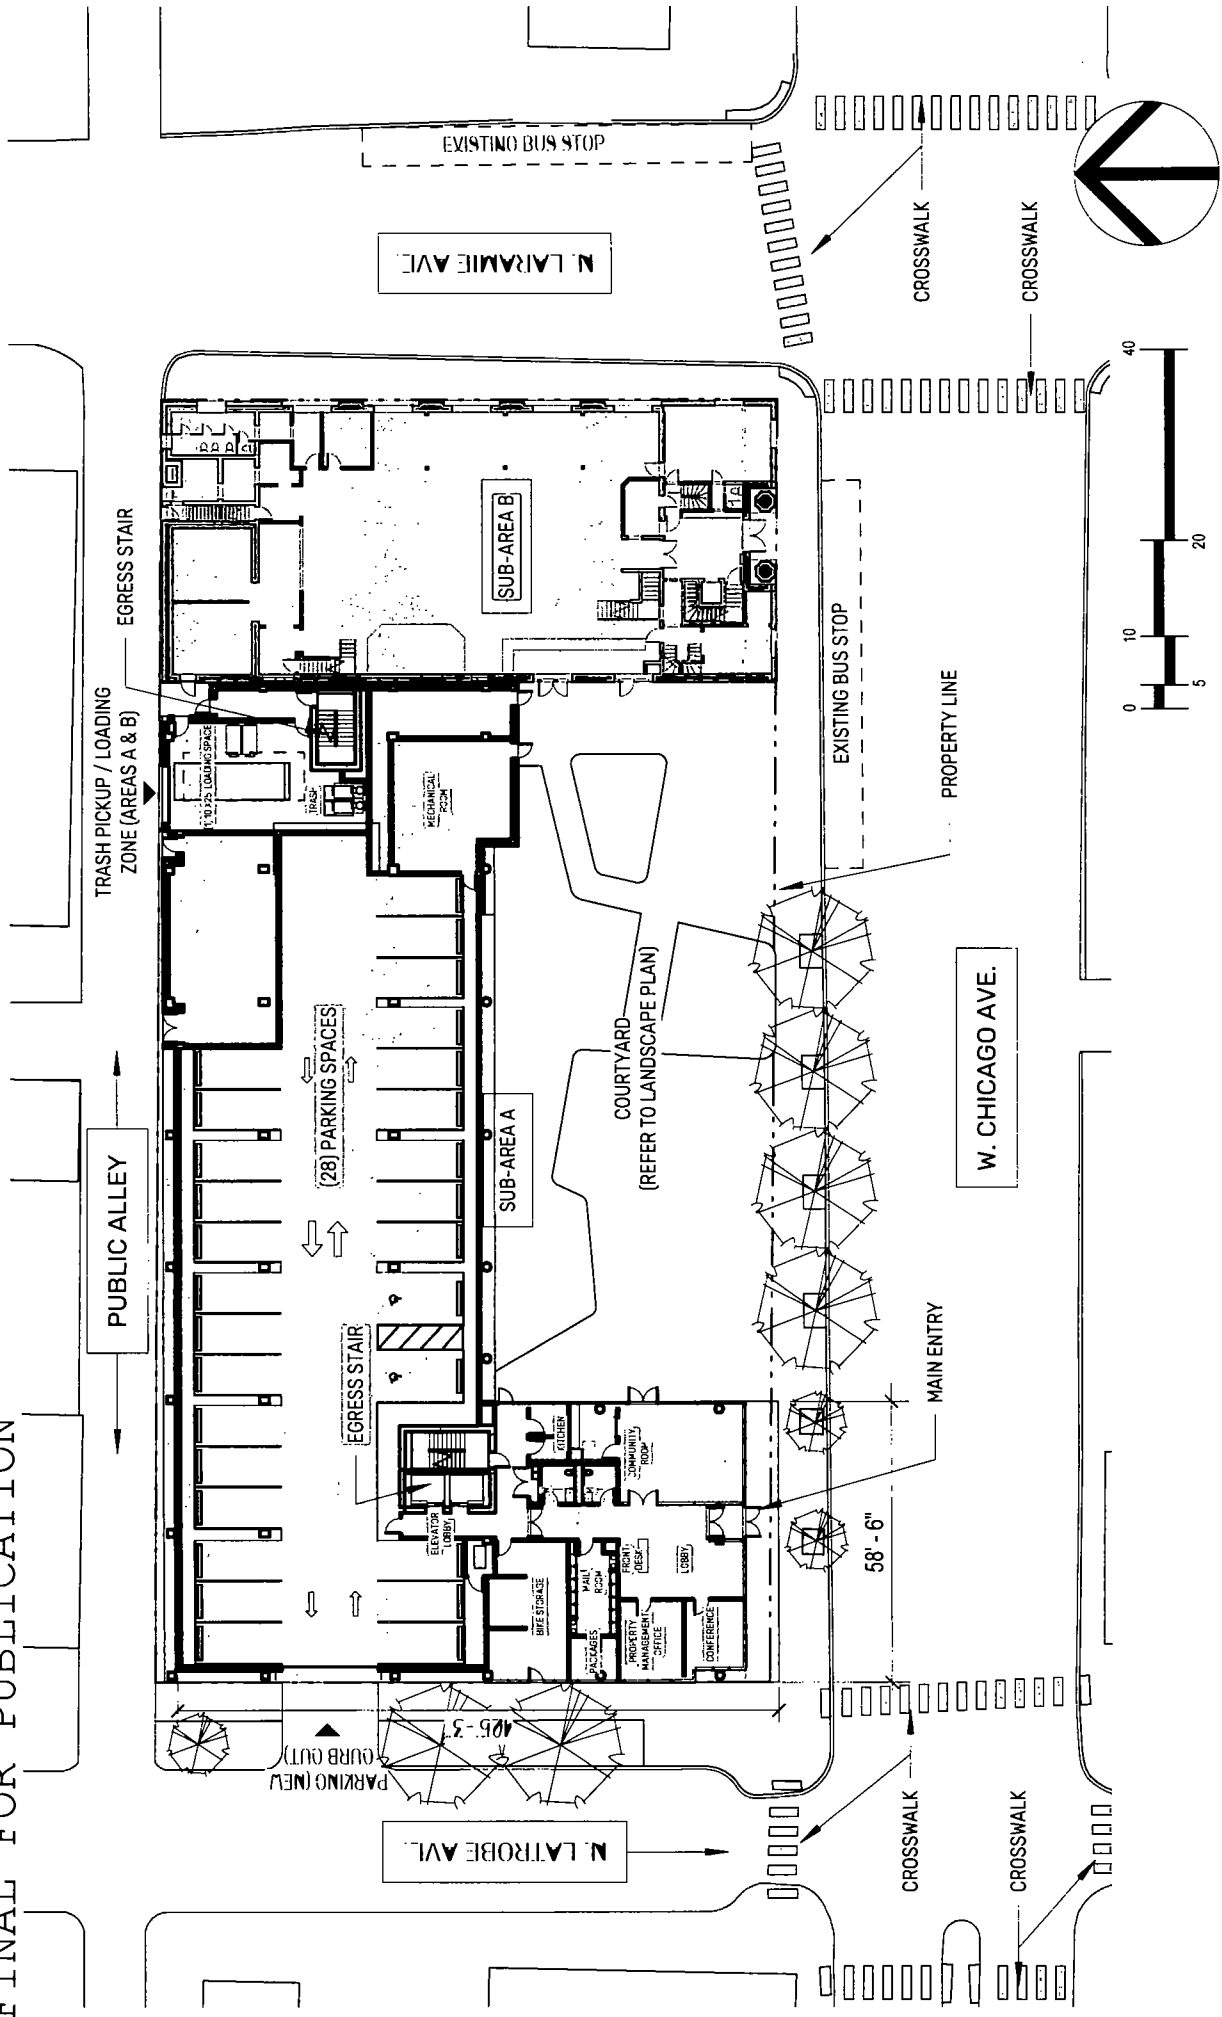 FINAL FOR PUBLICATION
EXISTING BUS STOP
N. LARAMIE AVE.
CROSSWALK
CROSSWALK
EGRESS STAIR
TRASH PICKUP / LOADING
ZONE (AREAS A & B)
(1) 10 X 25 LOADING SPACE
TRASH
MECHANICAL
ROOM
SUB-AREA B
EXISTING BUS STOP
PROPERTY LINE
0
5
10
20
40
PUBLIC ALLEY
(28) PARKING SPACES
SUB-AREA A
COURTYARD
(REFER TO LANDSCAPE PLAN)
W. CHICAGO AVE.
EGRESS STAIR
ELEVATOR
LOBBY
KITCHEN
COMMUNITY
ROOM
BIKE STORAGE
MAIL
ROOM
PACKAGES
FRONT
DESK
LOBBY
PROPERTY
MANAGEMENT
OFFICE
CONFERENCE
MAIN ENTRY
58' - 6"
PARKING (NEW
CURB CUT)
N. LATROBE AVE.
CROSSWALK
CROSSWALK